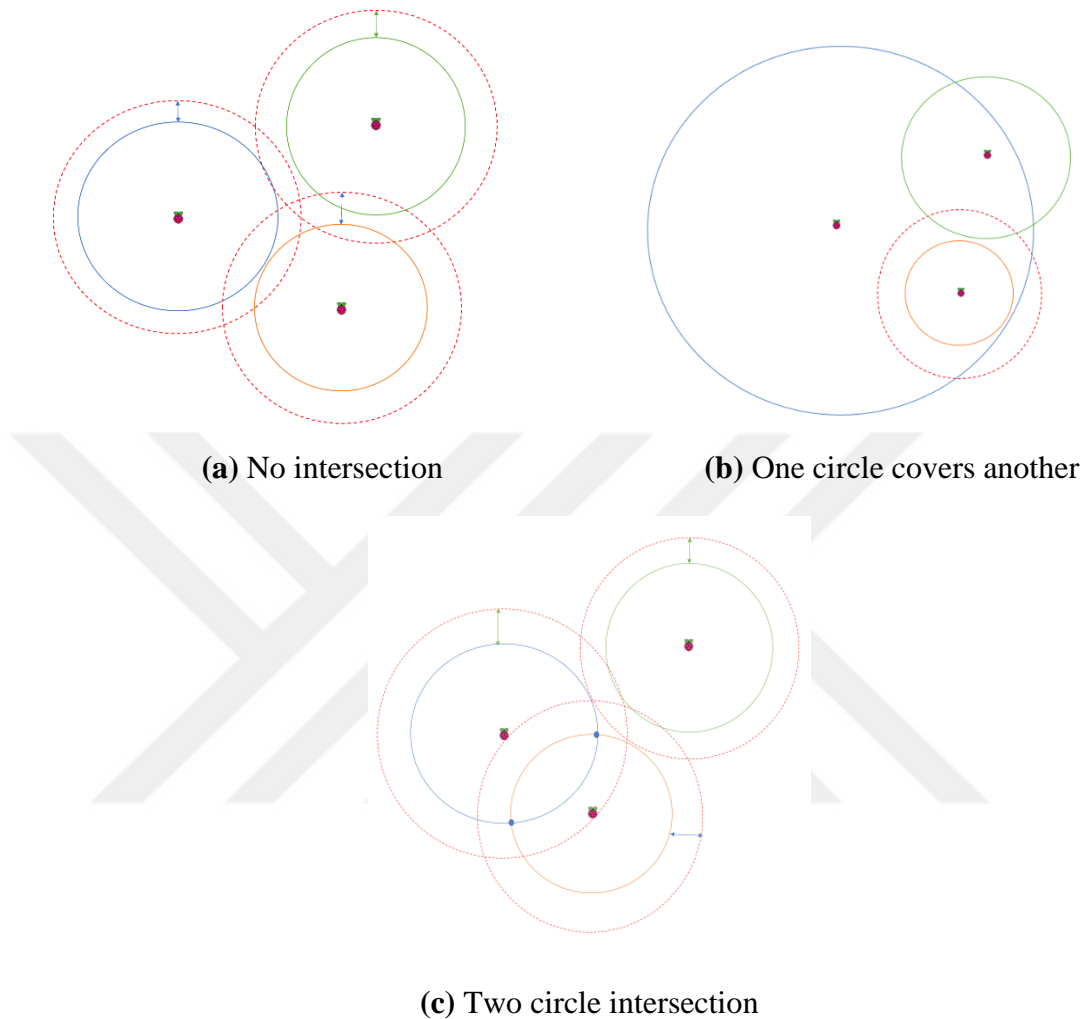 (a) No intersection
(b) One circle covers another
(c) Two circle intersection